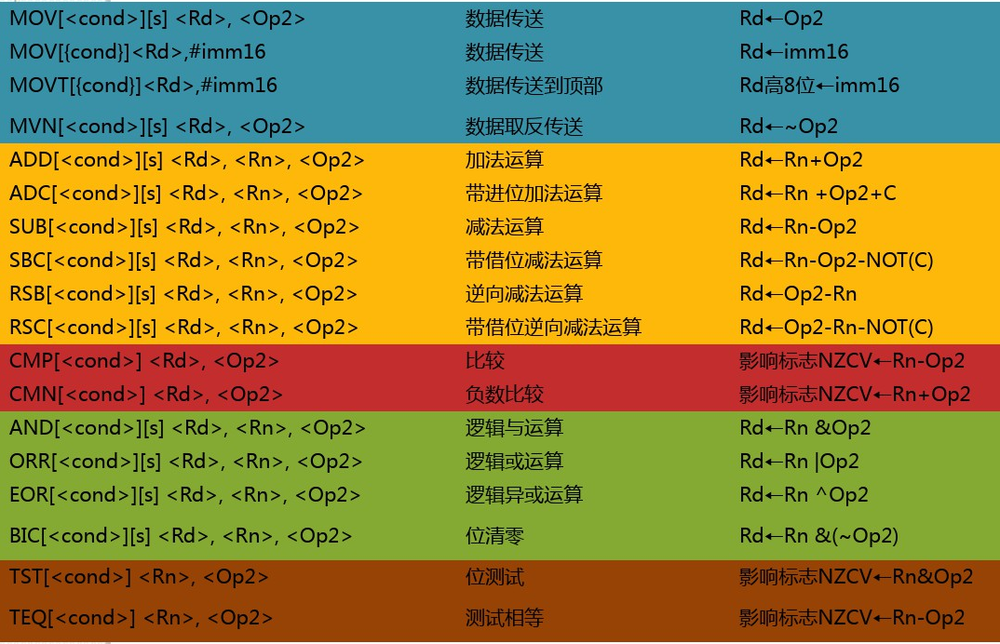 MOV[<cond>][s] <Rd>, <Op2> 数据传送 Rd←Op2
MOV[{cond}]<Rd>,#imm16 数据传送 Rd←imm16
MOVT[{cond}]<Rd>,#imm16 数据传送到顶部 Rd高8位←imm16
MVN[<cond>][s] <Rd>, <Op2> 数据取反传送 Rd←~Op2
ADD[<cond>][s] <Rd>, <Rn>, <Op2> 加法运算 Rd←Rn+Op2
ADC[<cond>][s] <Rd>, <Rn>, <Op2> 带进位加法运算 Rd←Rn +Op2+C
SUB[<cond>][s] <Rd>, <Rn>, <Op2> 减法运算 Rd←Rn-Op2
SBC[<cond>][s] <Rd>, <Rn>, <Op2> 带借位减法运算 Rd←Rn-Op2-NOT(C)
RSB[<cond>][s] <Rd>, <Rn>, <Op2> 逆向减法运算 Rd←Op2-Rn
RSC[<cond>][s] <Rd>, <Rn>, <Op2> 带借位逆向减法运算 Rd←Op2-Rn-NOT(C)
CMP[<cond>] <Rd>, <Op2> 比较 影响标志NZCV←Rn-Op2
CMN[<cond>] <Rd>, <Op2> 负数比较 影响标志NZCV←Rn+Op2
AND[<cond>][s] <Rd>, <Rn>, <Op2> 逻辑与运算 Rd←Rn &Op2
ORR[<cond>][s] <Rd>, <Rn>, <Op2> 逻辑或运算 Rd←Rn |Op2
EOR[<cond>][s] <Rd>, <Rn>, <Op2> 逻辑异或运算 Rd←Rn ^Op2
BIC[<cond>][s] <Rd>, <Rn>, <Op2> 位清零 Rd←Rn &(~Op2)
TST[<cond>] <Rn>, <Op2> 位测试 影响标志NZCV←Rn&Op2
TEQ[<cond>] <Rn>, <Op2> 测试相等 影响标志NZCV←Rn-Op2